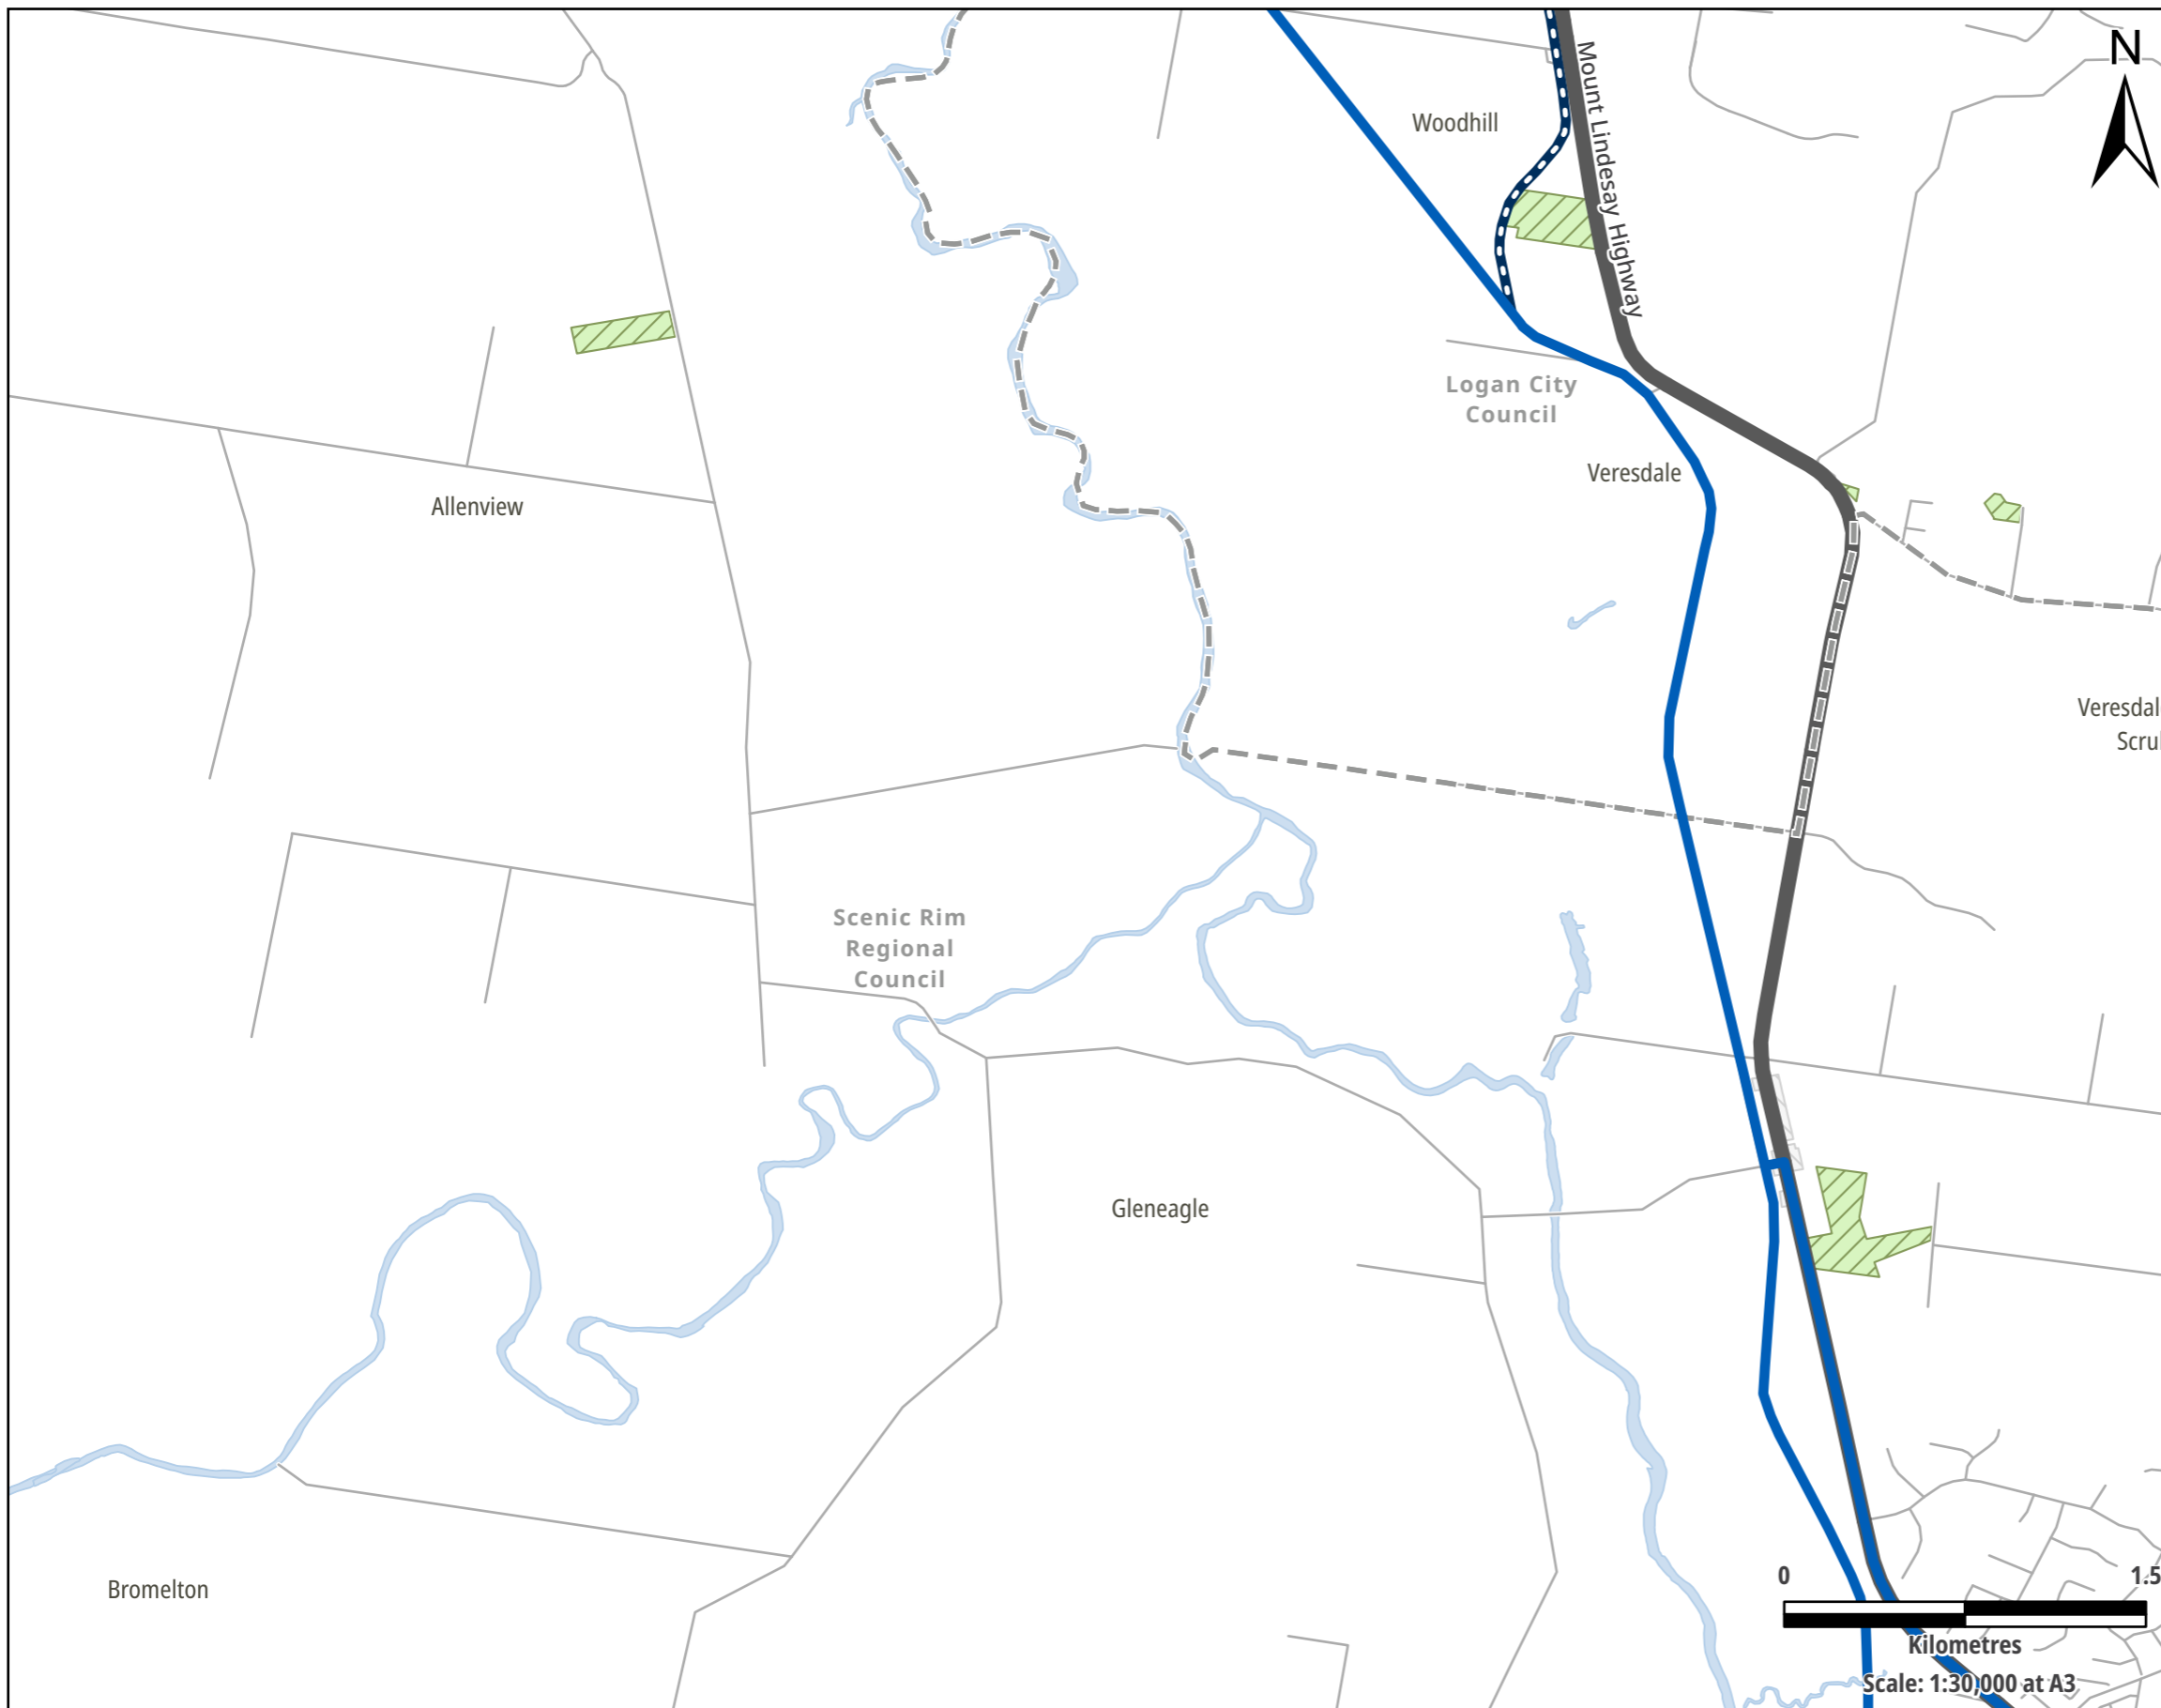 N
Mount Lindesay Highway
Woodhill
Logan City
Council
Veresdale
Allenview
Veresdal
Scru
Scenic Rim
Regional
Council
Gleneagle
Bromelton
0 1.5
Kilometres
Scale: 1:30,000 at A3